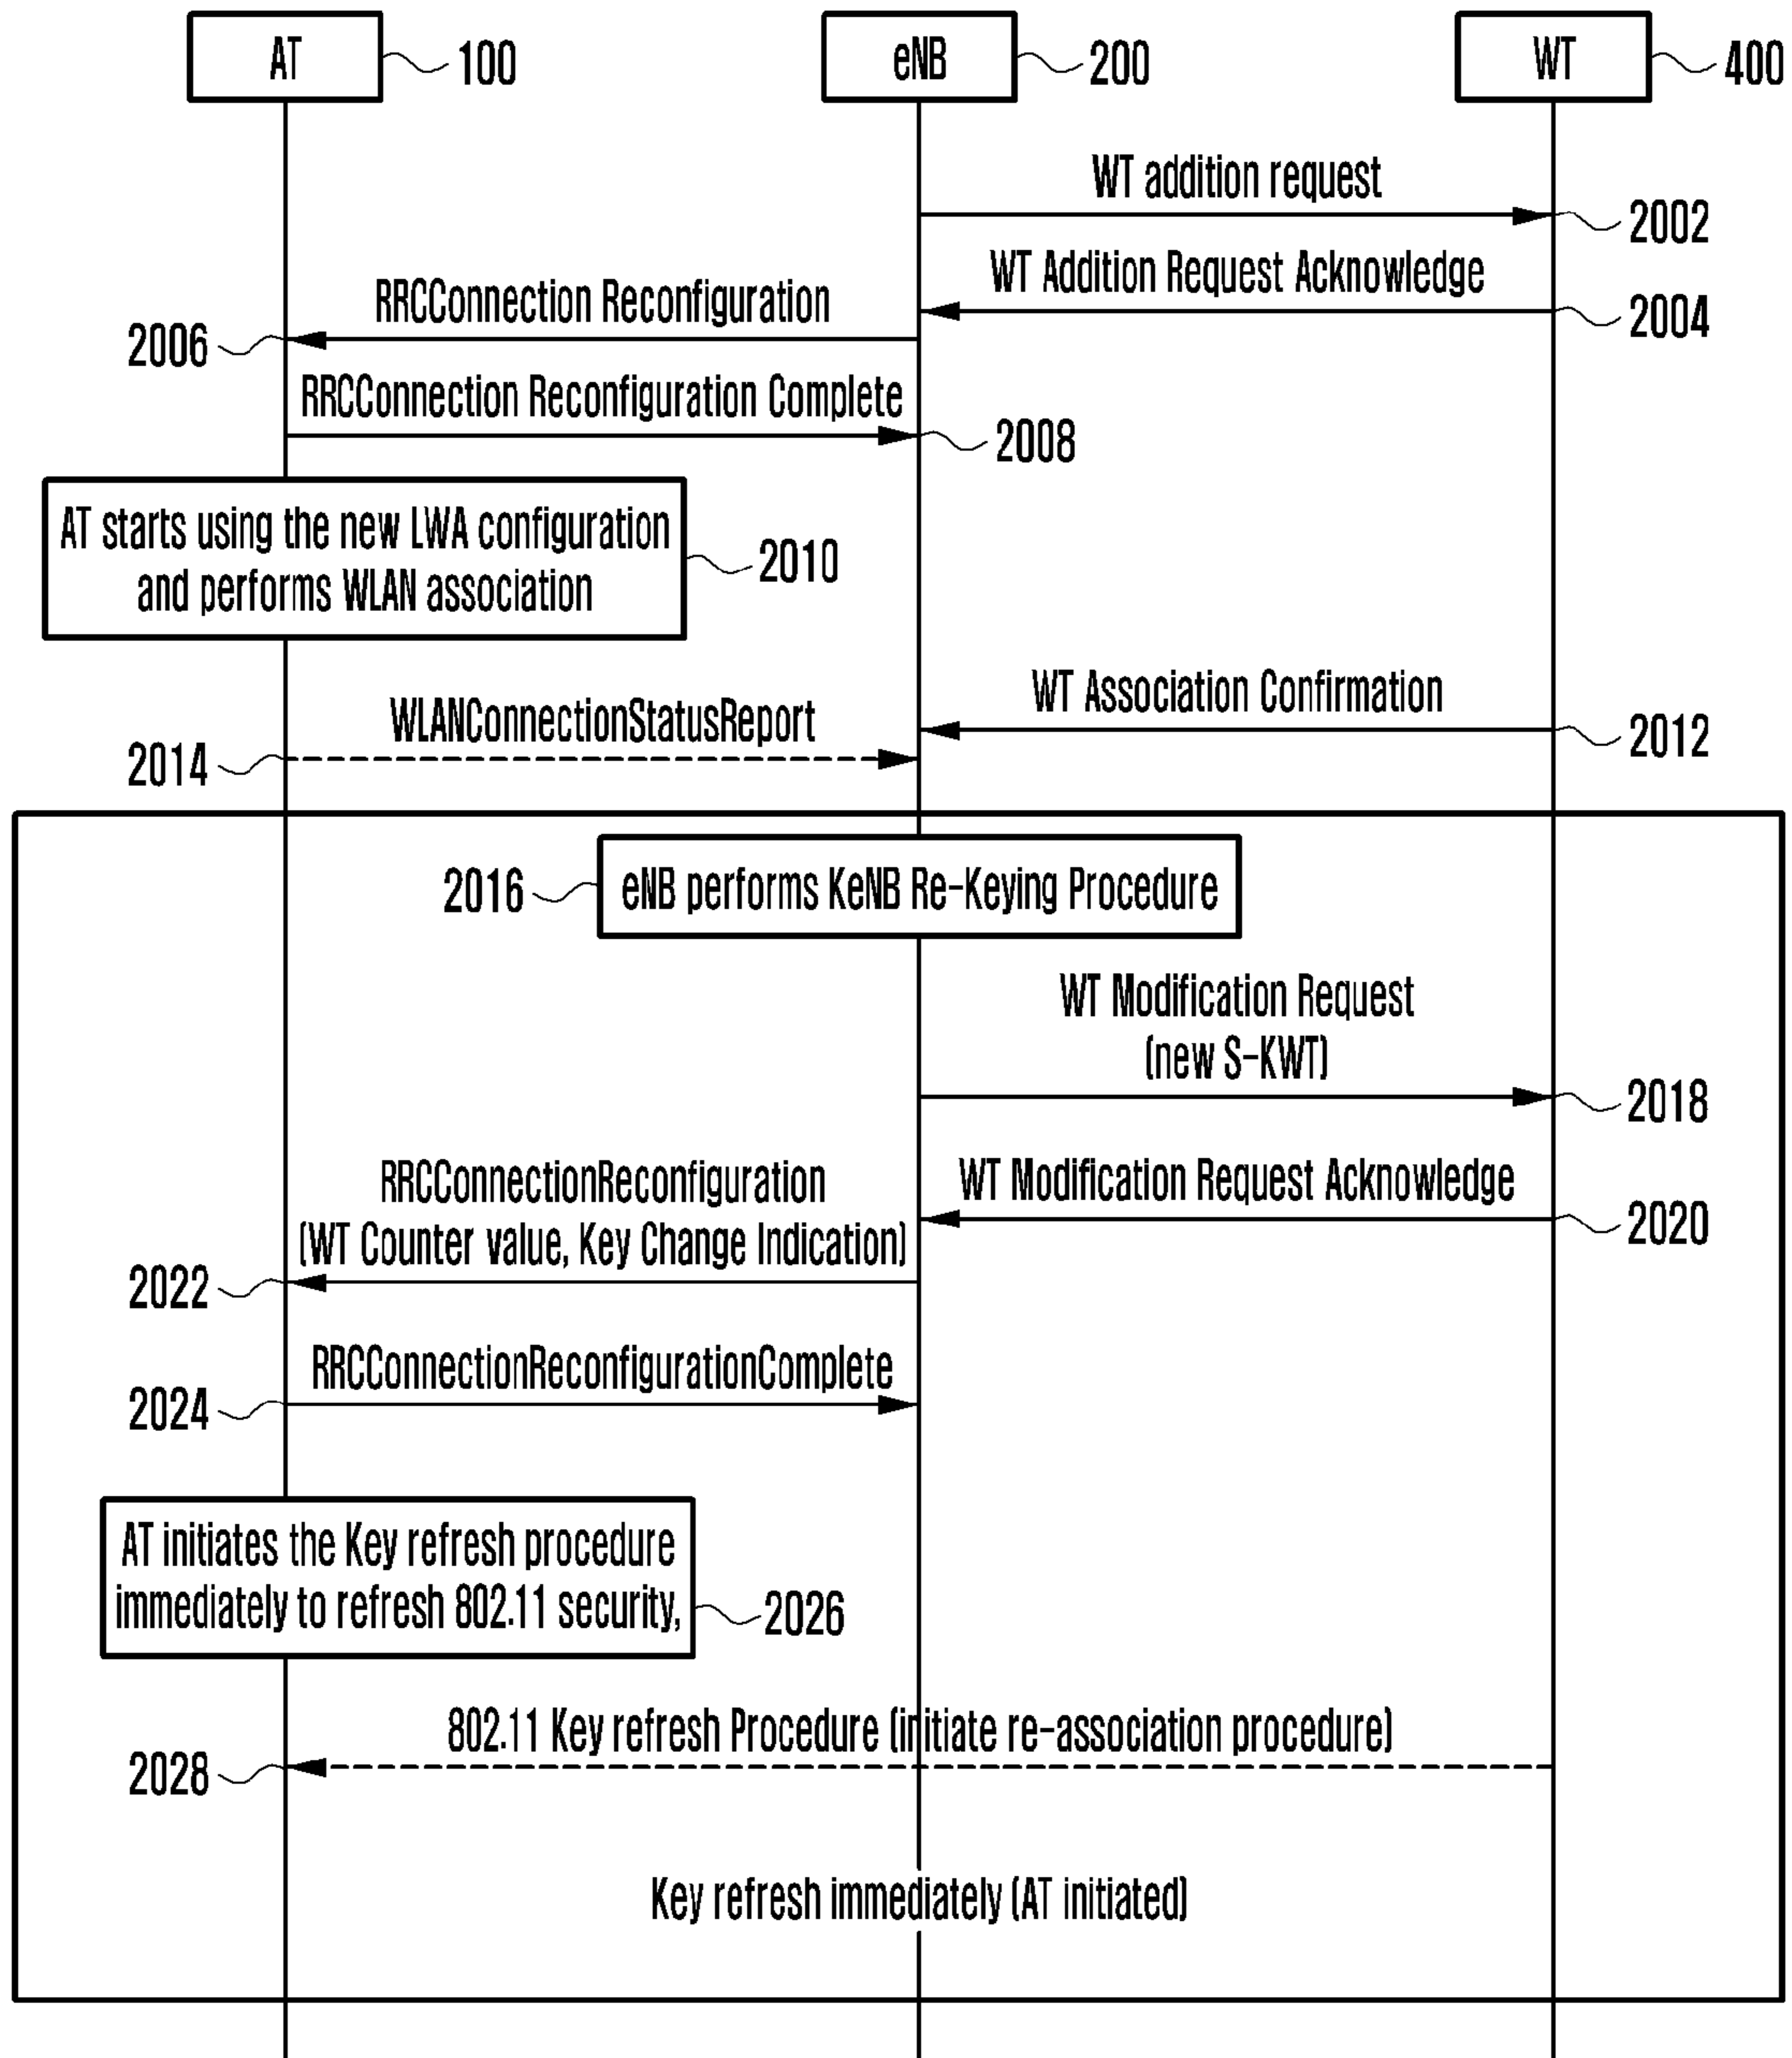 AT
100
eNB
200
WT
400
WT addition request
2002
WT Addition Request Acknowledge
2004
RRCConnection Reconfiguration
2006
RRCConnection Reconfiguration Complete
2008
AT starts using the new LWA configuration
and performs WLAN association
2010
WT Association Confirmation
2012
WLANConnectionStatusReport
2014
2016
eNB performs KeNB Re-Keying Procedure
WT Modification Request
(new S-KWT)
2018
WT Modification Request Acknowledge
2020
RRCConnectionReconfiguration
(WT Counter value, Key Change Indication)
2022
RRCConnectionReconfigurationComplete
2024
AT initiates the Key refresh procedure
immediately to refresh 802.11 security,
2026
802.11 Key refresh Procedure (initiate re-association procedure)
2028
Key refresh immediately (AT initiated)